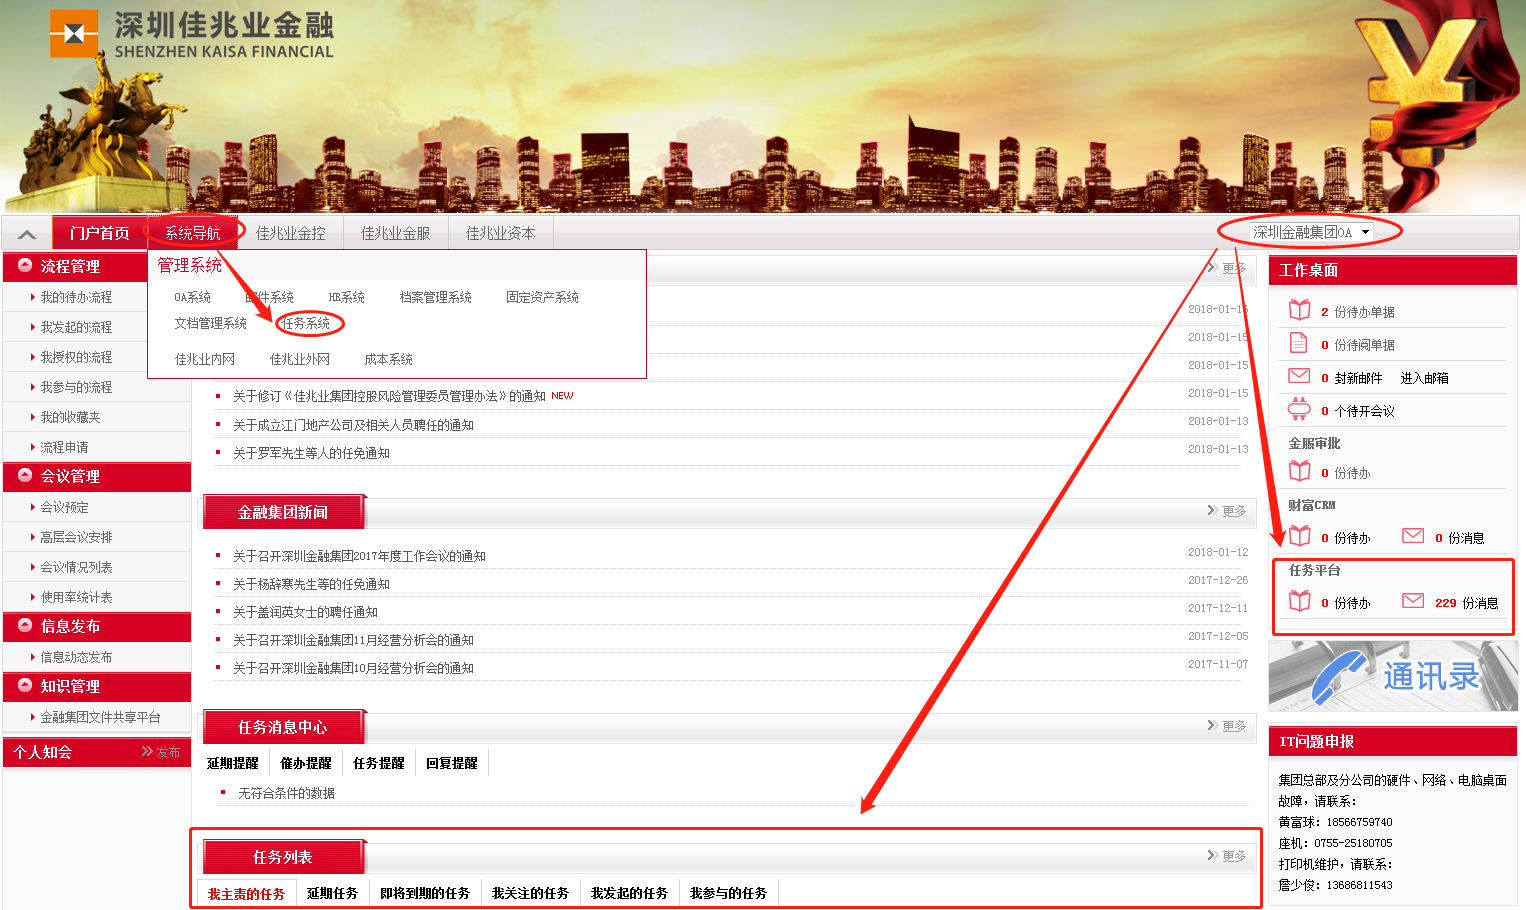 深圳佳兆业金融
SHENZHEN KAISA FINANCIAL
门户首页 系统导航 佳兆业金控 佳兆业金服 佳兆业资本 深圳金融集团OA
流程管理
我的待办流程
我发起的流程
我授权的流程
我参与的流程
我的收藏夹
流程申请
会议管理
会议预定
高层会议安排
会议情况列表
使用率统计表
信息发布
信息动态发布
知识管理
金融集团文件共享平台
个人知会 发布
管理系统
OA系统 邮件系统 HR系统 档案管理系统 固定资产系统
文档管理系统 任务系统
佳兆业内网 佳兆业外网 成本系统
更多
2018-01-15
2018-01-15
2018-01-15
关于修订《佳兆业集团控股风险管理委员管理办法》的通知 NEW 2018-01-15
关于成立江门地产公司及相关人员聘任的通知 2018-01-13
关于罗军先生等人的任免通知 2018-01-13
金融集团新闻 更多
关于召开深圳金融集团2017年度工作会议的通知 2018-01-12
关于杨辞寒先生等的任免通知 2017-12-26
关于盖润英女士的聘任通知 2017-12-11
关于召开深圳金融集团11月经营分析会的通知 2017-12-05
关于召开深圳金融集团10月经营分析会的通知 2017-11-07
任务消息中心 更多
延期提醒 催办提醒 任务提醒 回复提醒
无符合条件的数据
任务列表 更多
我主责的任务 延期任务 即将到期的任务 我关注的任务 我发起的任务 我参与的任务
工作桌面
2 份待办单据
0 份待阅单据
0 封新邮件 进入邮箱
0 个待开会议
金服审批
0 份待办
财富CRM
0 份待办 0 份消息
任务平台
0 份待办 229 份消息
通讯录
IT问题申报
集团总部及分公司的硬件、网络、电脑桌面
故障，请联系：
黄富球：18566759740
座机：0755-25180705
打印机维护，请联系：
詹少俊：13686811543